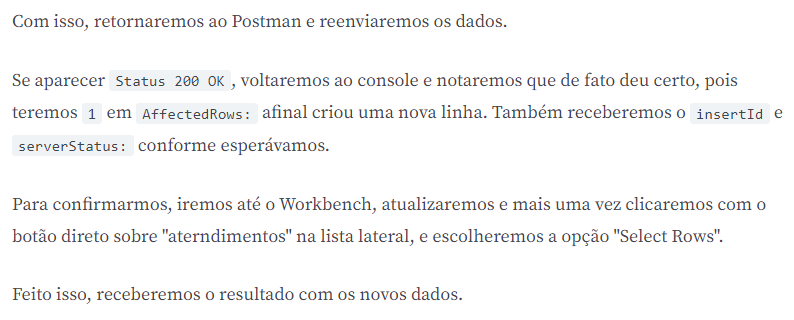 Com isso, retornaremos ao Postman e reenviaremos os dados.
Se aparecer Status 200 OK , voltaremos ao console e notaremos que de fato deu certo, pois
teremos 1 em AffectedRows: afinal criou uma nova linha. Também receberemos o insertId e
serverStatus: conforme esperávamos.
Para confirmarmos, iremos até o Workbench, atualizaremos e mais uma vez clicaremos com o
botão direto sobre "aterndimentos" na lista lateral, e escolheremos a opção "Select Rows".
Feito isso, receberemos o resultado com os novos dados.